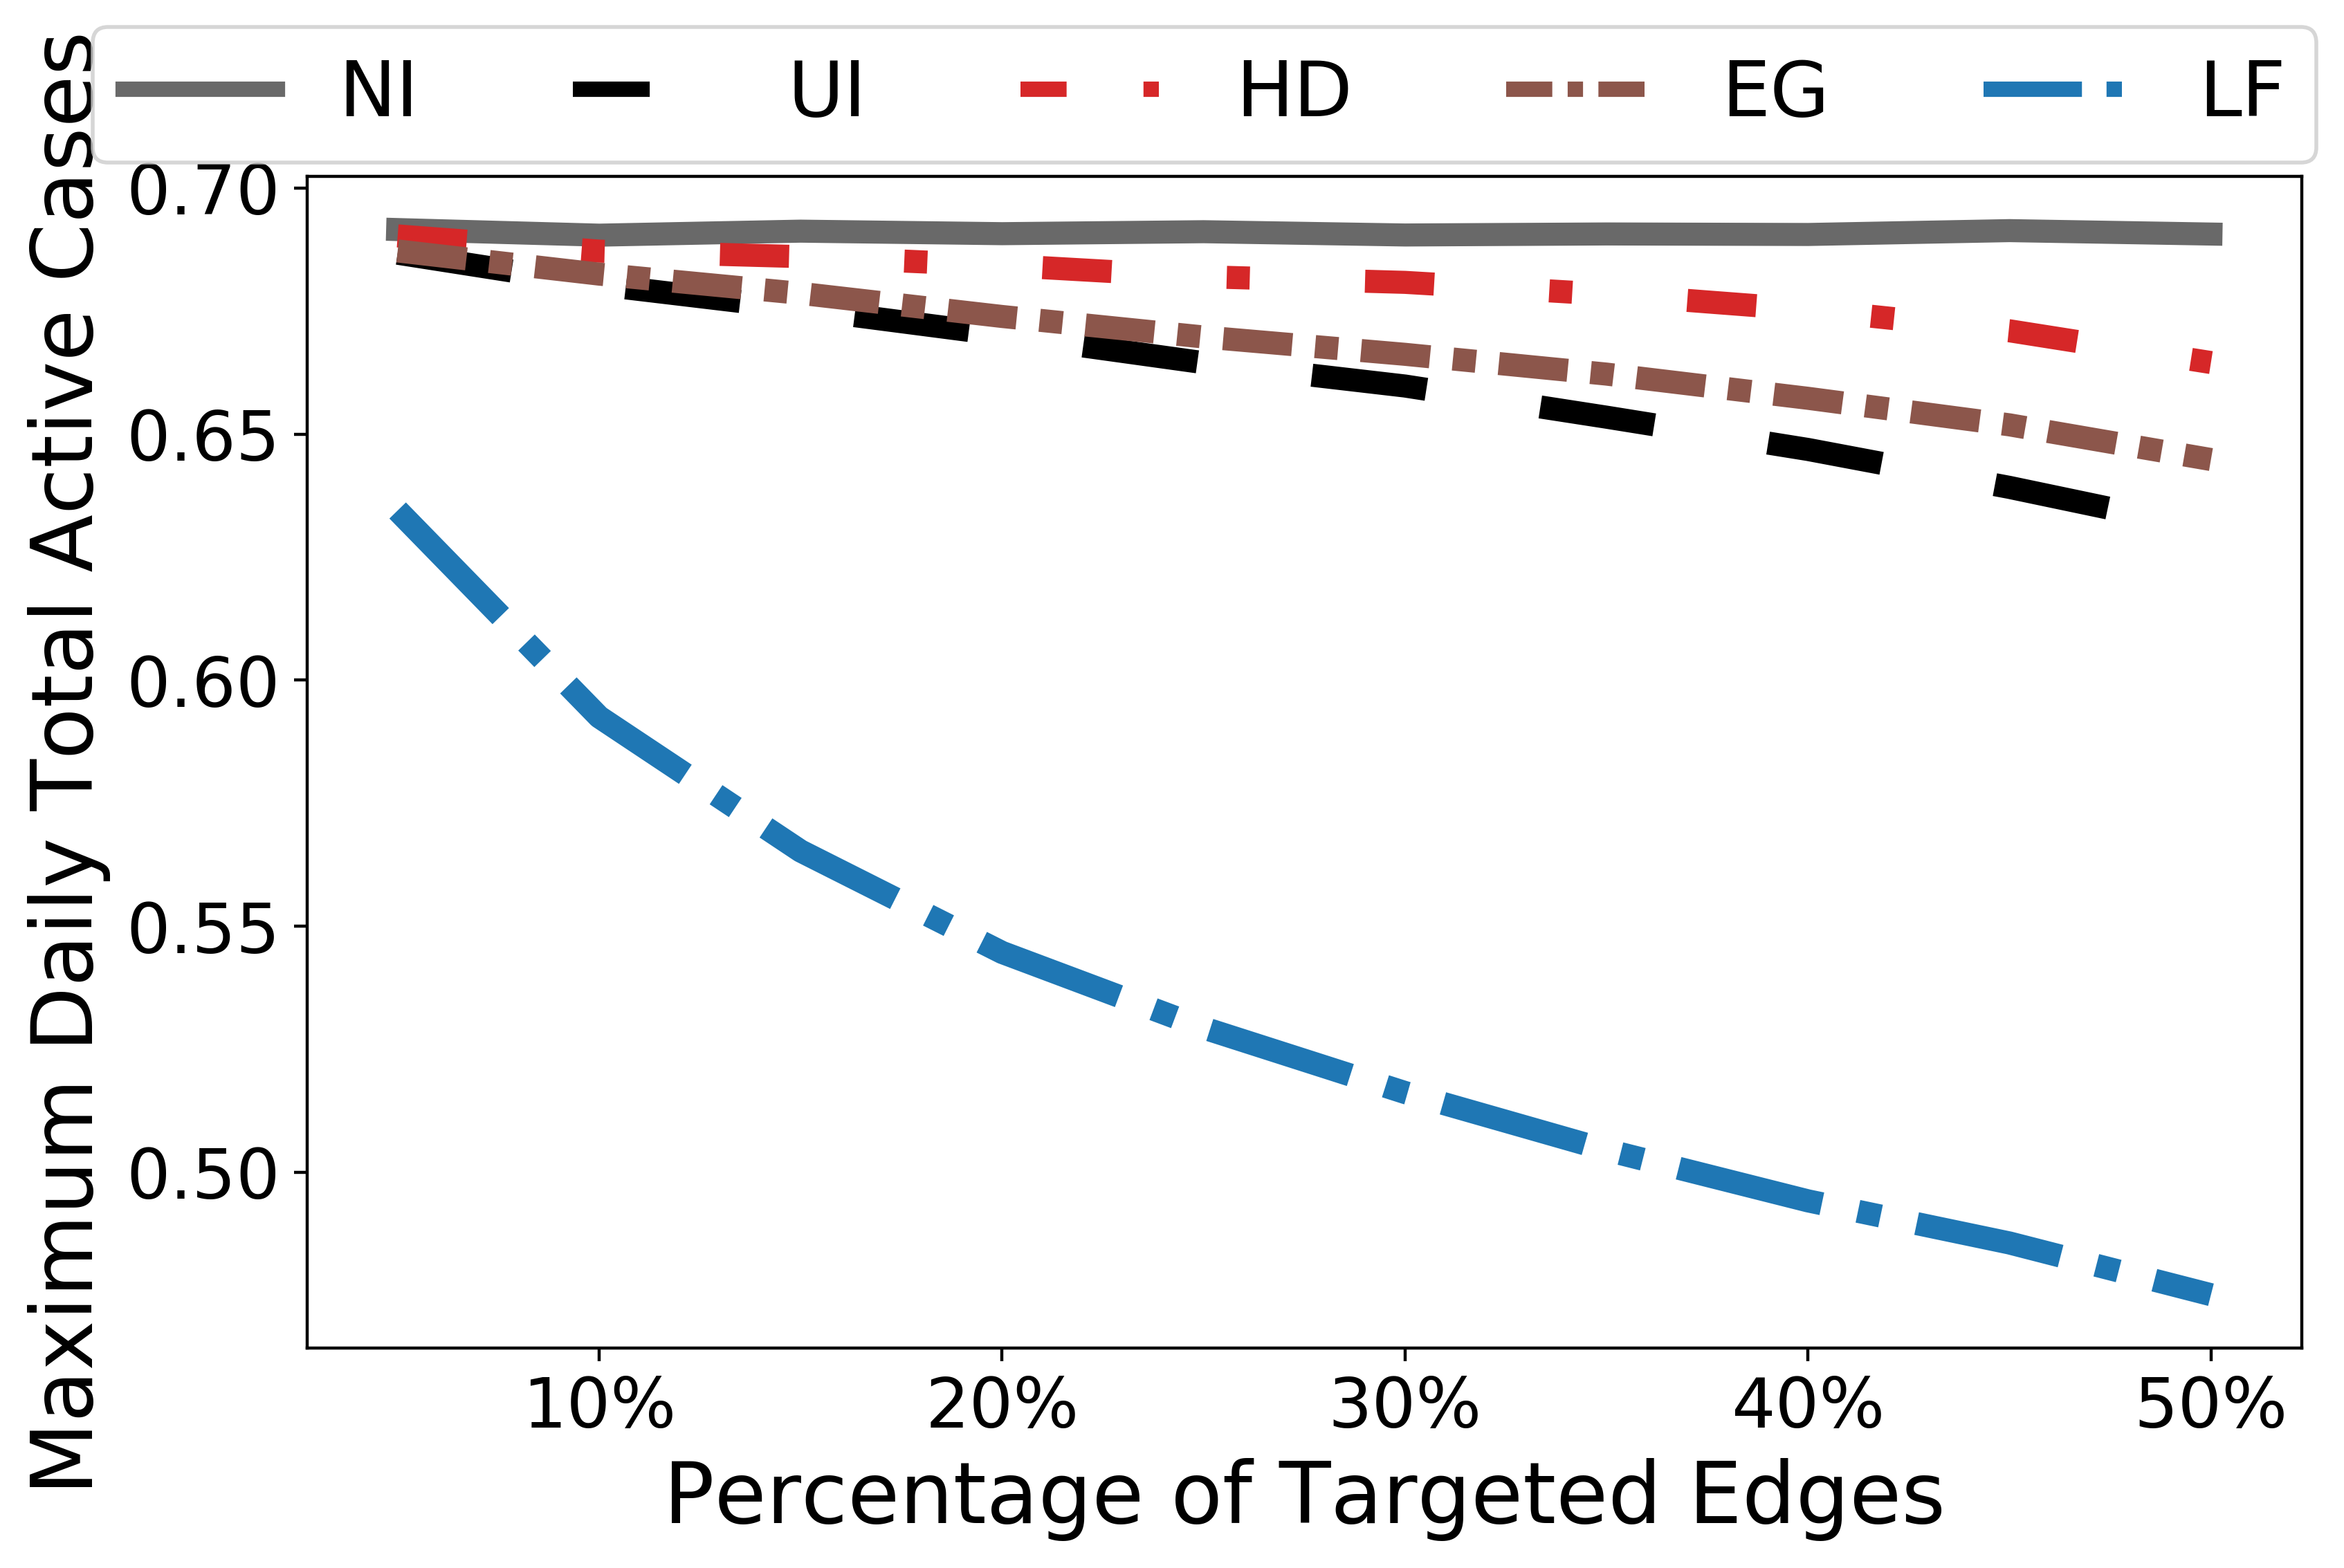 NI UI HD EG LF
Maximum Daily Total Active Cases
0.70
0.65
0.60
0.55
0.50
10% 20% 30% 40% 50%
Percentage of Targeted Edges